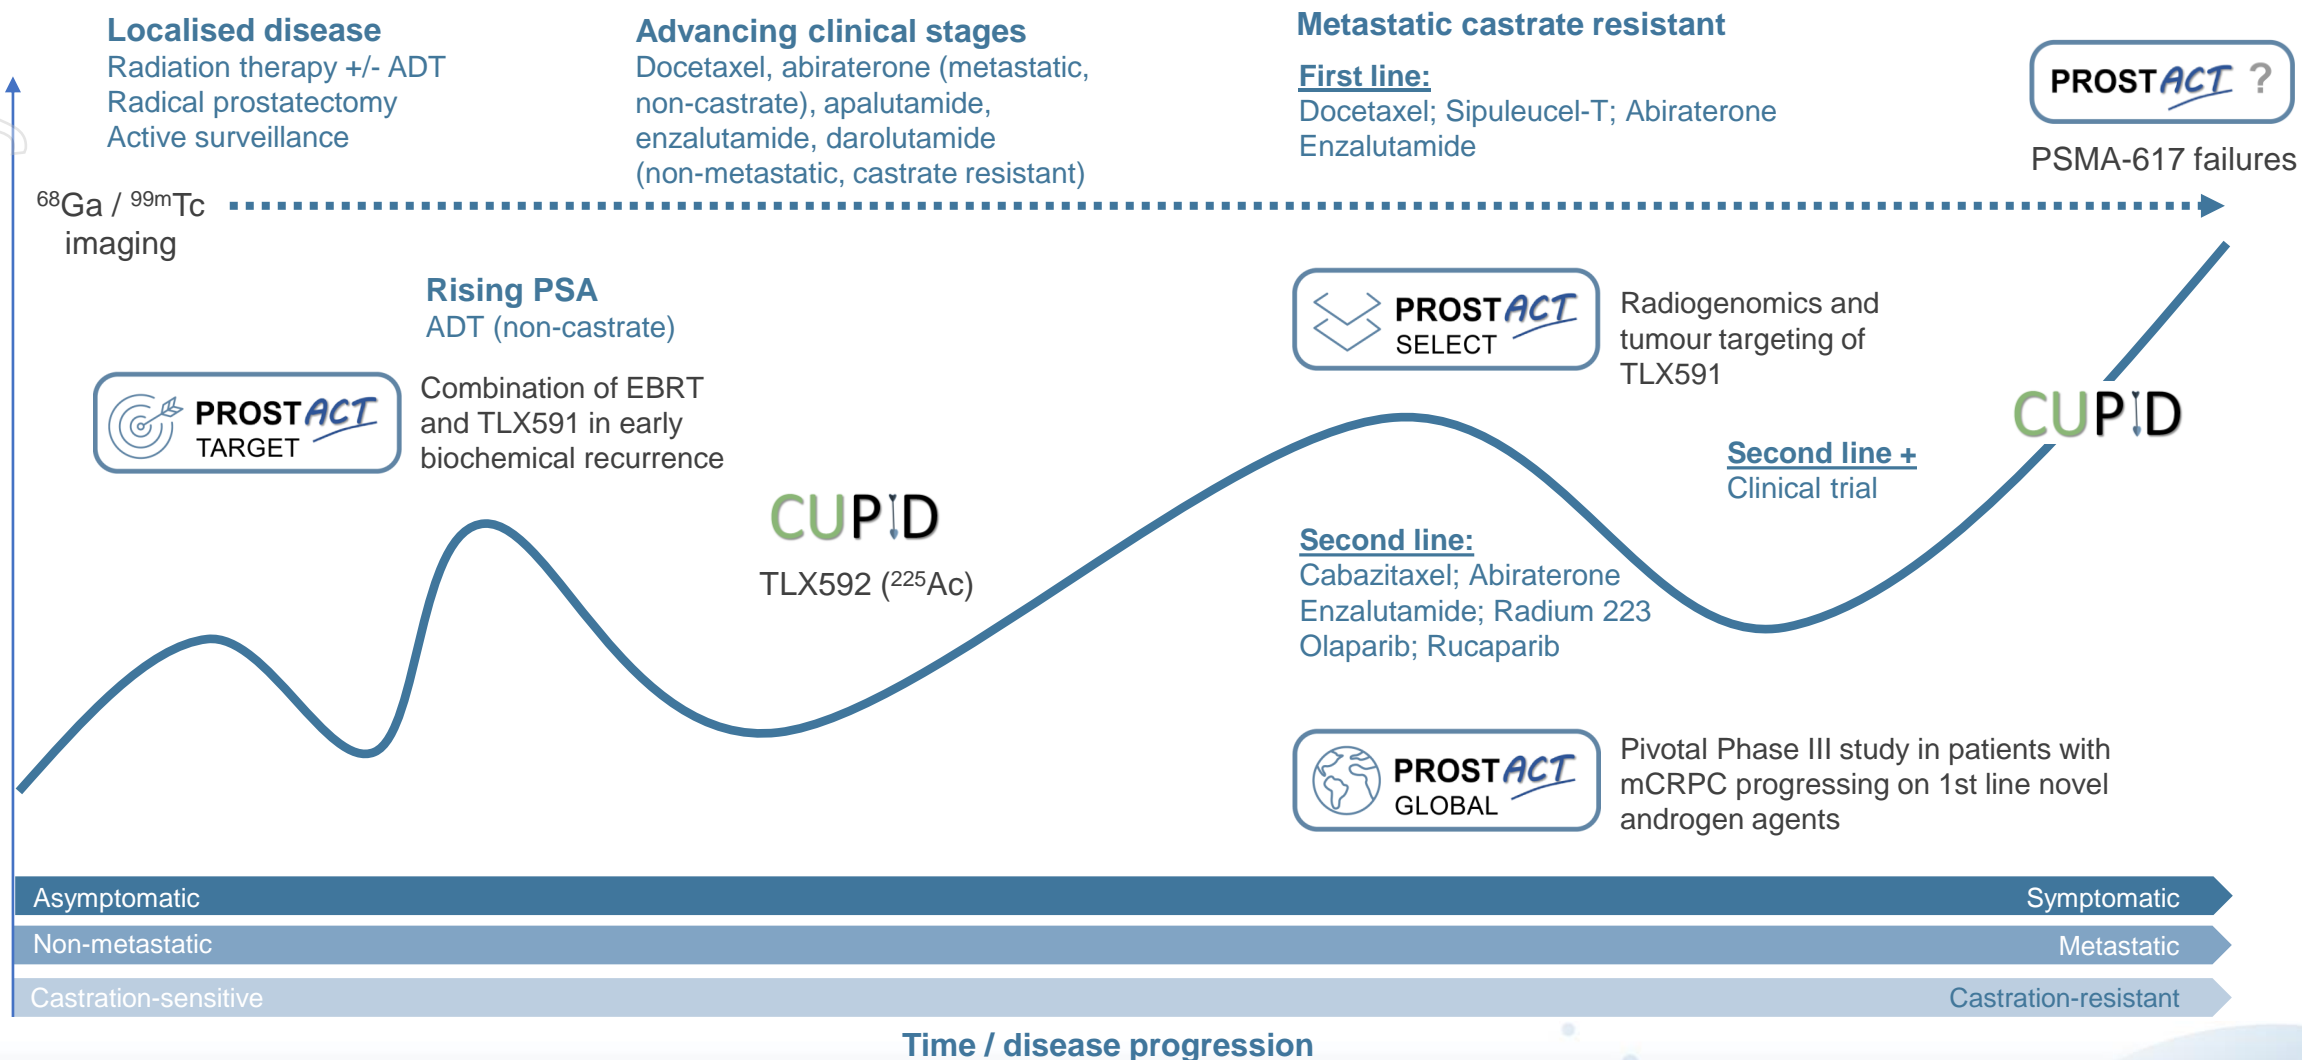 Localised disease
Radiation therapy +/- ADT
Radical prostatectomy
Active surveillance
Advancing clinical stages
Docetaxel, abiraterone (metastatic,
non-castrate), apalutamide,
enzalutamide, darolutamide
(non-metastatic, castrate resistant)
Metastatic castrate resistant
First line:
Docetaxel; Sipuleucel-T; Abiraterone
Enzalutamide
PROSTACT ?
PSMA-617 failures
⁶⁸Ga / ⁹⁹ᵐTc
imaging
Rising PSA
ADT (non-castrate)
PROSTACT
TARGET
Combination of EBRT
and TLX591 in early
biochemical recurrence
CUPID
TLX592 (²²⁵Ac)
PROSTACT
SELECT
Radiogenomics and
tumour targeting of
TLX591
CUPID
Second line +
Clinical trial
Second line:
Cabazitaxel; Abiraterone
Enzalutamide; Radium 223
Olaparib; Rucaparib
PROSTACT
GLOBAL
Pivotal Phase III study in patients with
mCRPC progressing on 1st line novel
androgen agents
Asymptomatic
Symptomatic
Non-metastatic
Metastatic
Castration-sensitive
Castration-resistant
Time / disease progression